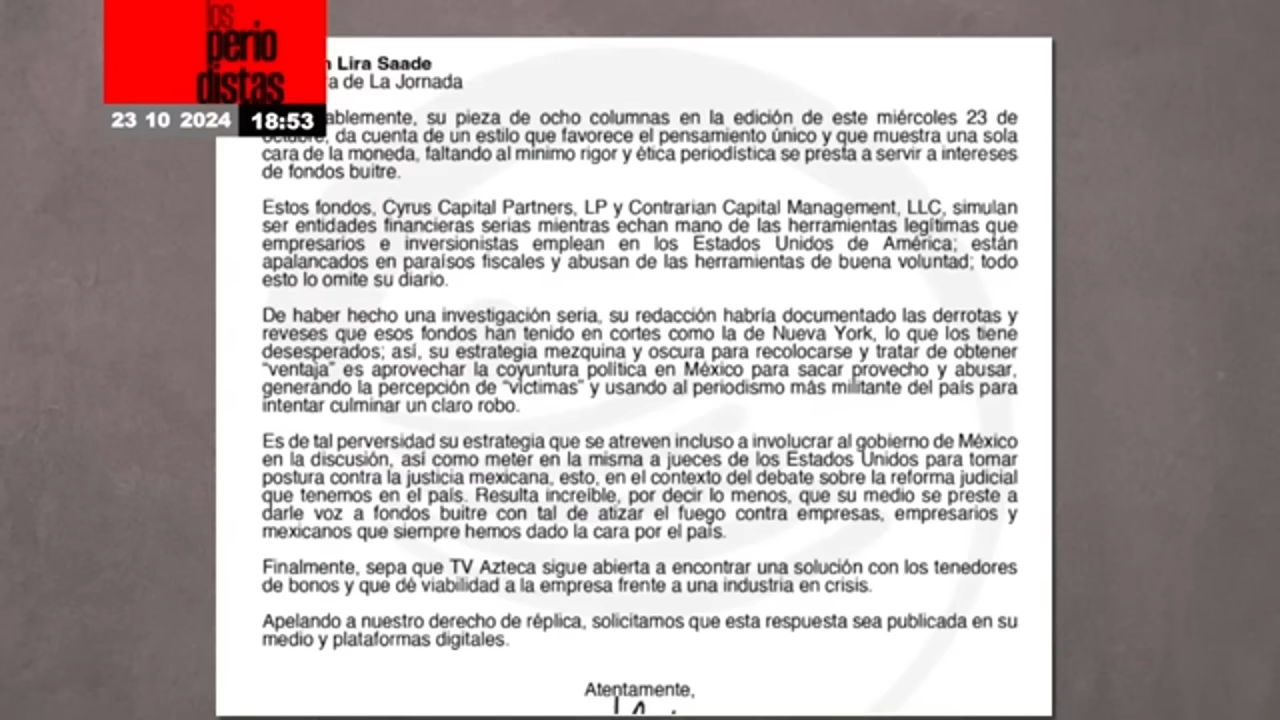 los
perio
distas
23 10 2024 18:53
Lira Saade
de La Jornada
su pieza de ocho columnas en la edición de este miércoles 23 de
octubre, da cuenta de un estilo que favorece el pensamiento único y que muestra una sola
cara de la moneda, faltando al mínimo rigor y ética periodística se presta a servir a intereses
de fondos buitre.
Estos fondos, Cyrus Capital Partners, LP y Contrarian Capital Management, LLC, simulan
ser entidades financieras serias mientras echan mano de las herramientas legítimas que
empresarios e inversionistas emplean en los Estados Unidos de América; están
apalancados en paraísos fiscales y abusan de las herramientas de buena voluntad; todo
esto lo omite su diario.
De haber hecho una investigación seria, su redacción habría documentado las derrotas y
reveses que esos fondos han tenido en cortes como la de Nueva York, lo que los tiene
desesperados; así, su estrategia mezquina y oscura para recolocarse y tratar de obtener
“ventaja” es aprovechar la coyuntura política en México para sacar provecho y abusar,
generando la percepción de “víctimas” y usando al periodismo más militante del país para
intentar culminar un claro robo.
Es de tal perversidad su estrategia que se atreven incluso a involucrar al gobierno de México
en la discusión, así como meter en la misma a jueces de los Estados Unidos para tomar
postura contra la justicia mexicana, esto, en el contexto del debate sobre la reforma judicial
que tenemos en el país. Resulta increíble, por decir lo menos, que su medio se preste a
darle voz a fondos buitre con tal de atizar el fuego contra empresas, empresarios y
mexicanos que siempre hemos dado la cara por el país.
Finalmente, sepa que TV Azteca sigue abierta a encontrar una solución con los tenedores
de bonos y que dé viabilidad a la empresa frente a una industria en crisis.
Apelando a nuestro derecho de réplica, solicitamos que esta respuesta sea publicada en su
medio y plataformas digitales.
Atentamente,